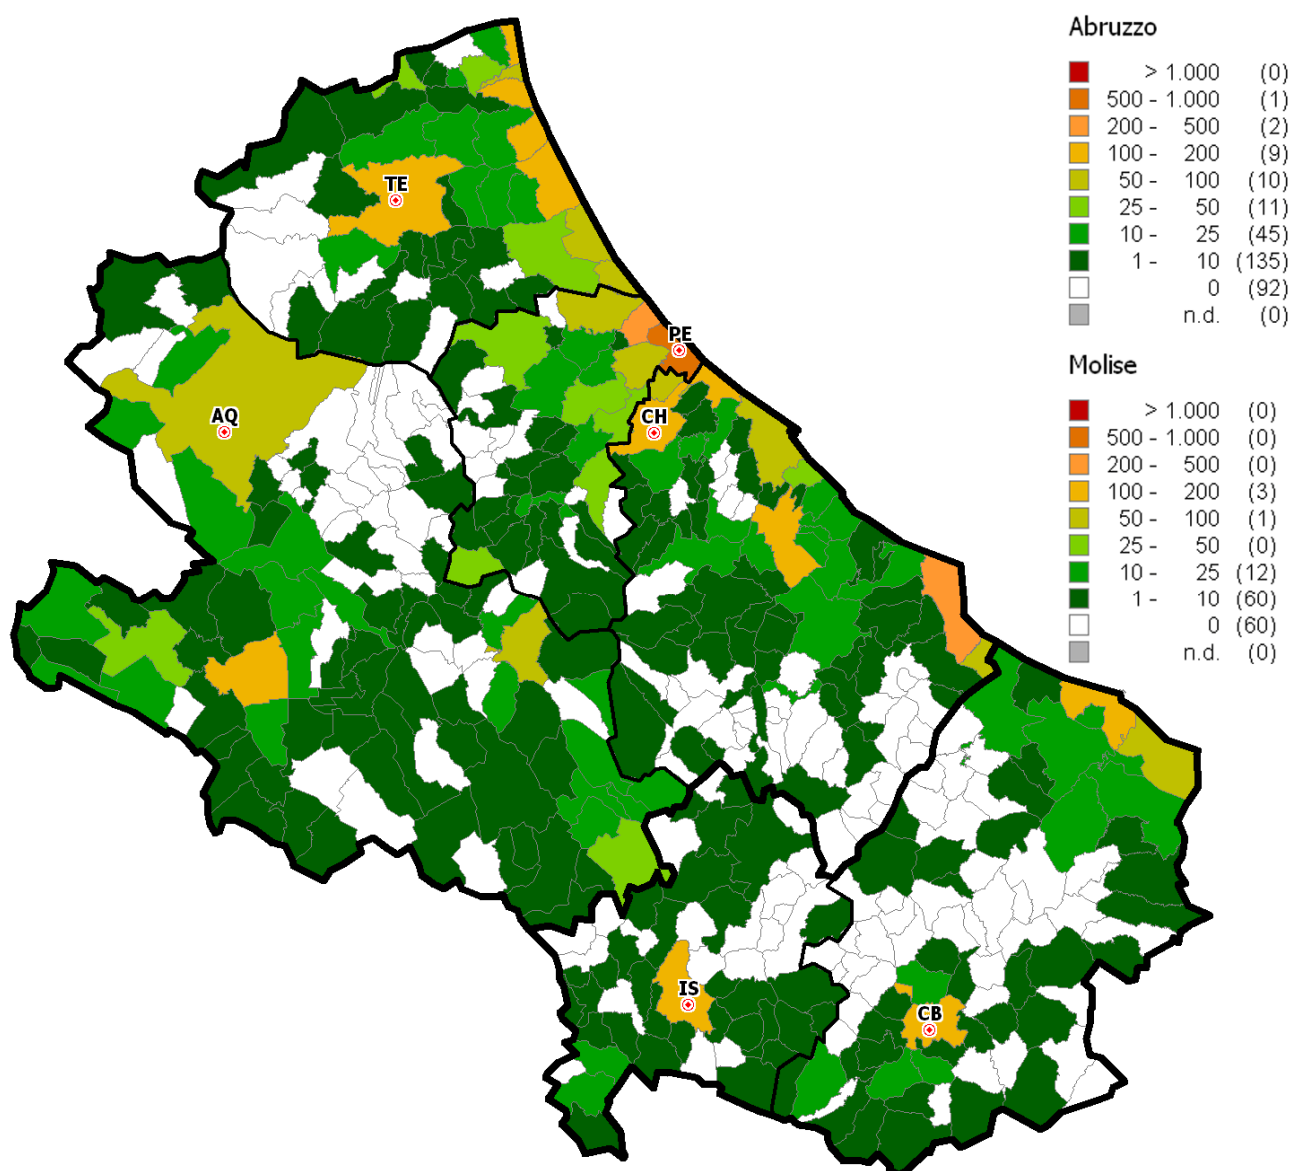 Abruzzo
> 1.000 (0)
500 - 1.000 (1)
200 - 500 (2)
100 - 200 (9)
50 - 100 (10)
25 - 50 (11)
10 - 25 (45)
1 - 10 (135)
0 (92)
n.d. (0)
Molise
> 1.000 (0)
500 - 1.000 (0)
200 - 500 (0)
100 - 200 (3)
50 - 100 (1)
25 - 50 (0)
10 - 25 (12)
1 - 10 (60)
0 (60)
n.d. (0)
TE
PE
AQ
CH
IS
CB